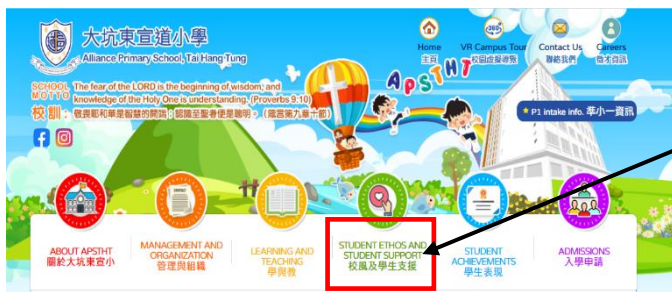 大坑東宣道小學
Alliance Primary School, Tai Hang Tung
Home
主頁
VR Campus Tour
校園虛擬導覽
Contact Us
聯絡我們
Careers
徵才資訊
SCHOOL MOTTO
校訓:
The fear of the LORD is the beginning of wisdom; and
knowledge of the Holy One is understanding. (Proverbs 9:10)
敬畏耶和華是智慧的開端;認識至聖者便是聰明。(箴言第九章十節)
APSTHT
P1 intake info. 準小一資訊
ABOUT APSTHT
關於大坑東宣小
MANAGEMENT AND
ORGANIZATION
管理與組織
LEARNING AND
TEACHING
學與教
STUDENT ETHOS AND
STUDENT SUPPORT
校風及學生支援
STUDENT
ACHIEVEMENTS
學生表現
ADMISSIONS
入學申請